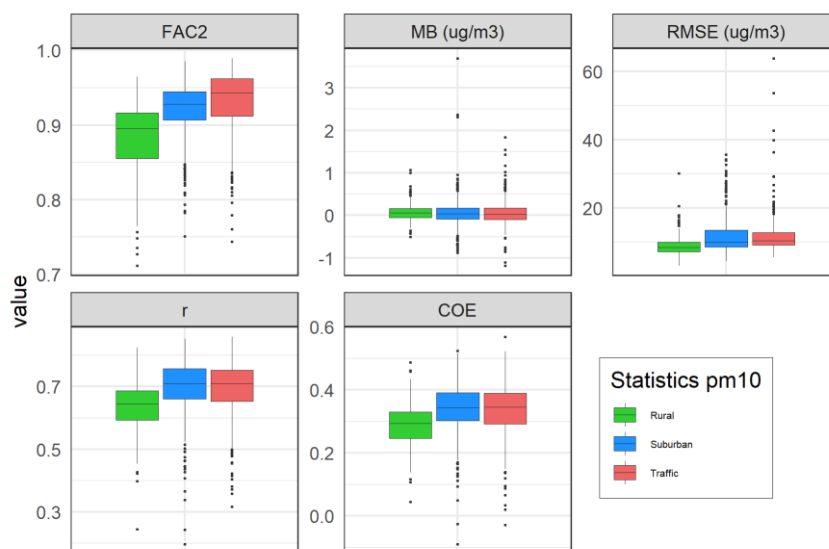 FAC2
1.0
0.9
0.8
0.7
MB (ug/m3)
3
2
1
0
-1
RMSE (ug/m3)
60
40
20
value
r
0.7
0.5
0.3
COE
0.6
0.4
0.2
0.0
Statistics pm10
Rural
Suburban
Traffic